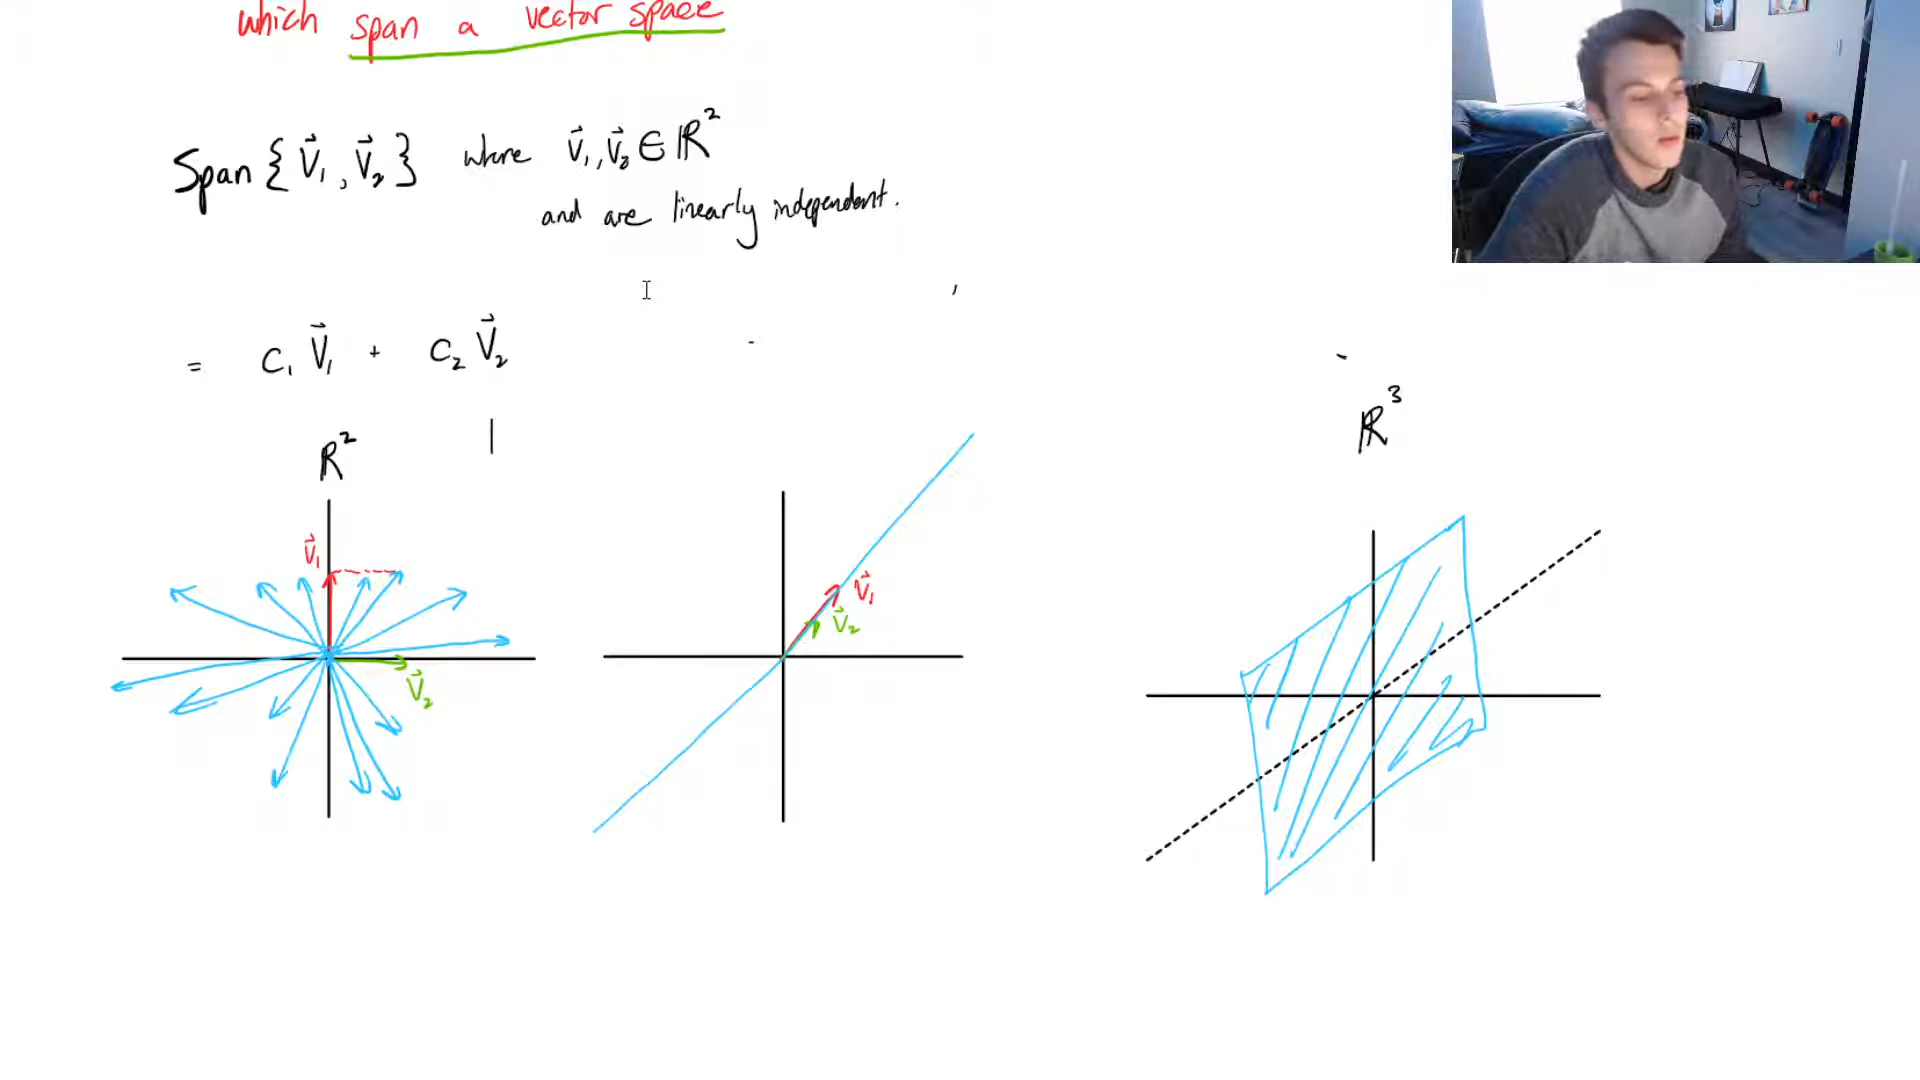 which span a vector space
Span { v⃗₁, v⃗₂ } where v⃗₁, v⃗₂ ∈ ℝ²
and are linearly independent.
= c₁ v⃗₁ + c₂ v⃗₂
ℝ²
ℝ³
v⃗₁
v⃗₂
v⃗₁
v⃗₂